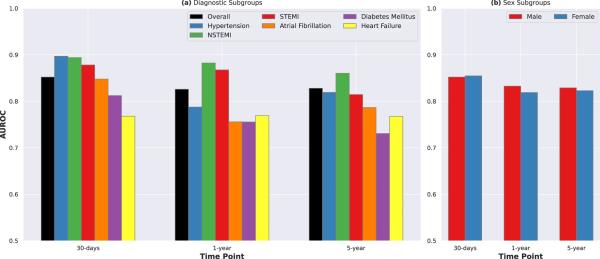 (a) Diagnostic Subgroups
Overall
Hypertension
NSTEMI
STEMI
Atrial Fibrillation
Diabetes Mellitus
Heart Failure
1.0
0.9
0.8
0.7
0.6
0.5
AUROC
30-days
1-year
5-year
Time Point
(b) Sex Subgroups
Male
Female
1.0
0.9
0.8
0.7
0.6
0.5
30-days
1-year
5-year
Time Point